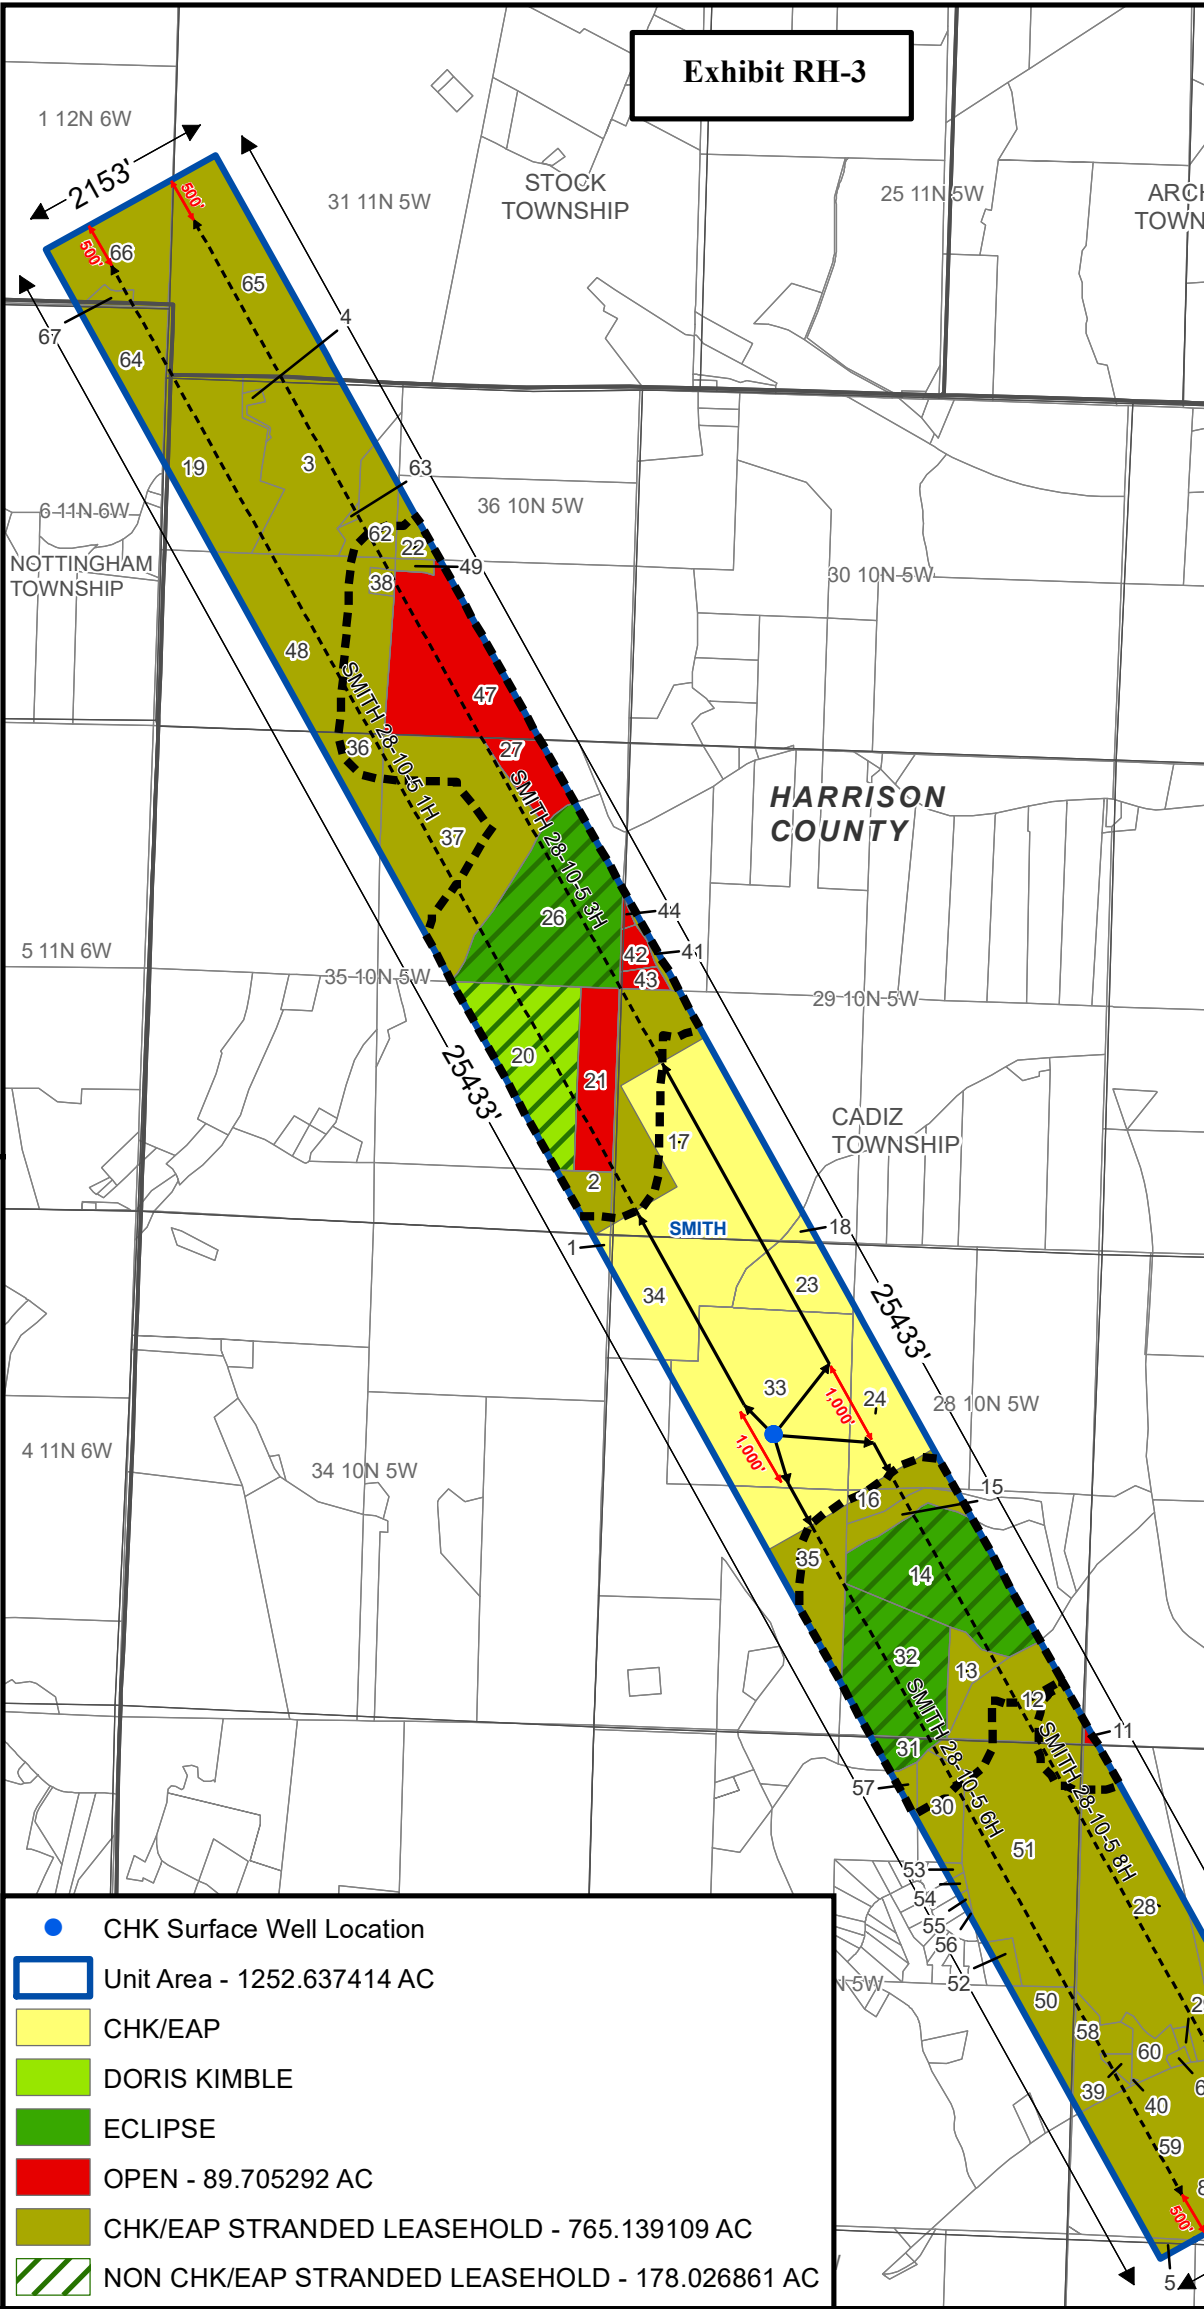 Exhibit RH-3
1 12N 6W
2153'
500'
500'
31 11N 5W
STOCK
TOWNSHIP
25 11N 5W
66
65
67
64
4
19
3
63
6 11N 6W
36 10N 5W
62
22
49
NOTTINGHAM
TOWNSHIP
38
30 10N 5W
48
47
SMITH 28-10-5 1H
36
27
SMITH 28-10-5 3H
HARRISON
COUNTY
37
26
44
42
41
43
5 11N 6W
35 10N 5W
29 10N 5W
25433'
20
21
CADIZ
TOWNSHIP
17
2
SMITH
18
1
34
23
25433'
33
24
1,000'
1,000'
28 10N 5W
4 11N 6W
34 10N 5W
16
15
35
14
32
13
12
11
SMITH 28-10-5 6H
SMITH 28-10-5 8H
31
57
30
51
53
54
55
56
52
28
50
58
60
39
40
59
500'
5
CHK Surface Well Location
Unit Area - 1252.637414 AC
CHK/EAP
DORIS KIMBLE
ECLIPSE
OPEN - 89.705292 AC
CHK/EAP STRANDED LEASEHOLD - 765.139109 AC
NON CHK/EAP STRANDED LEASEHOLD - 178.026861 AC